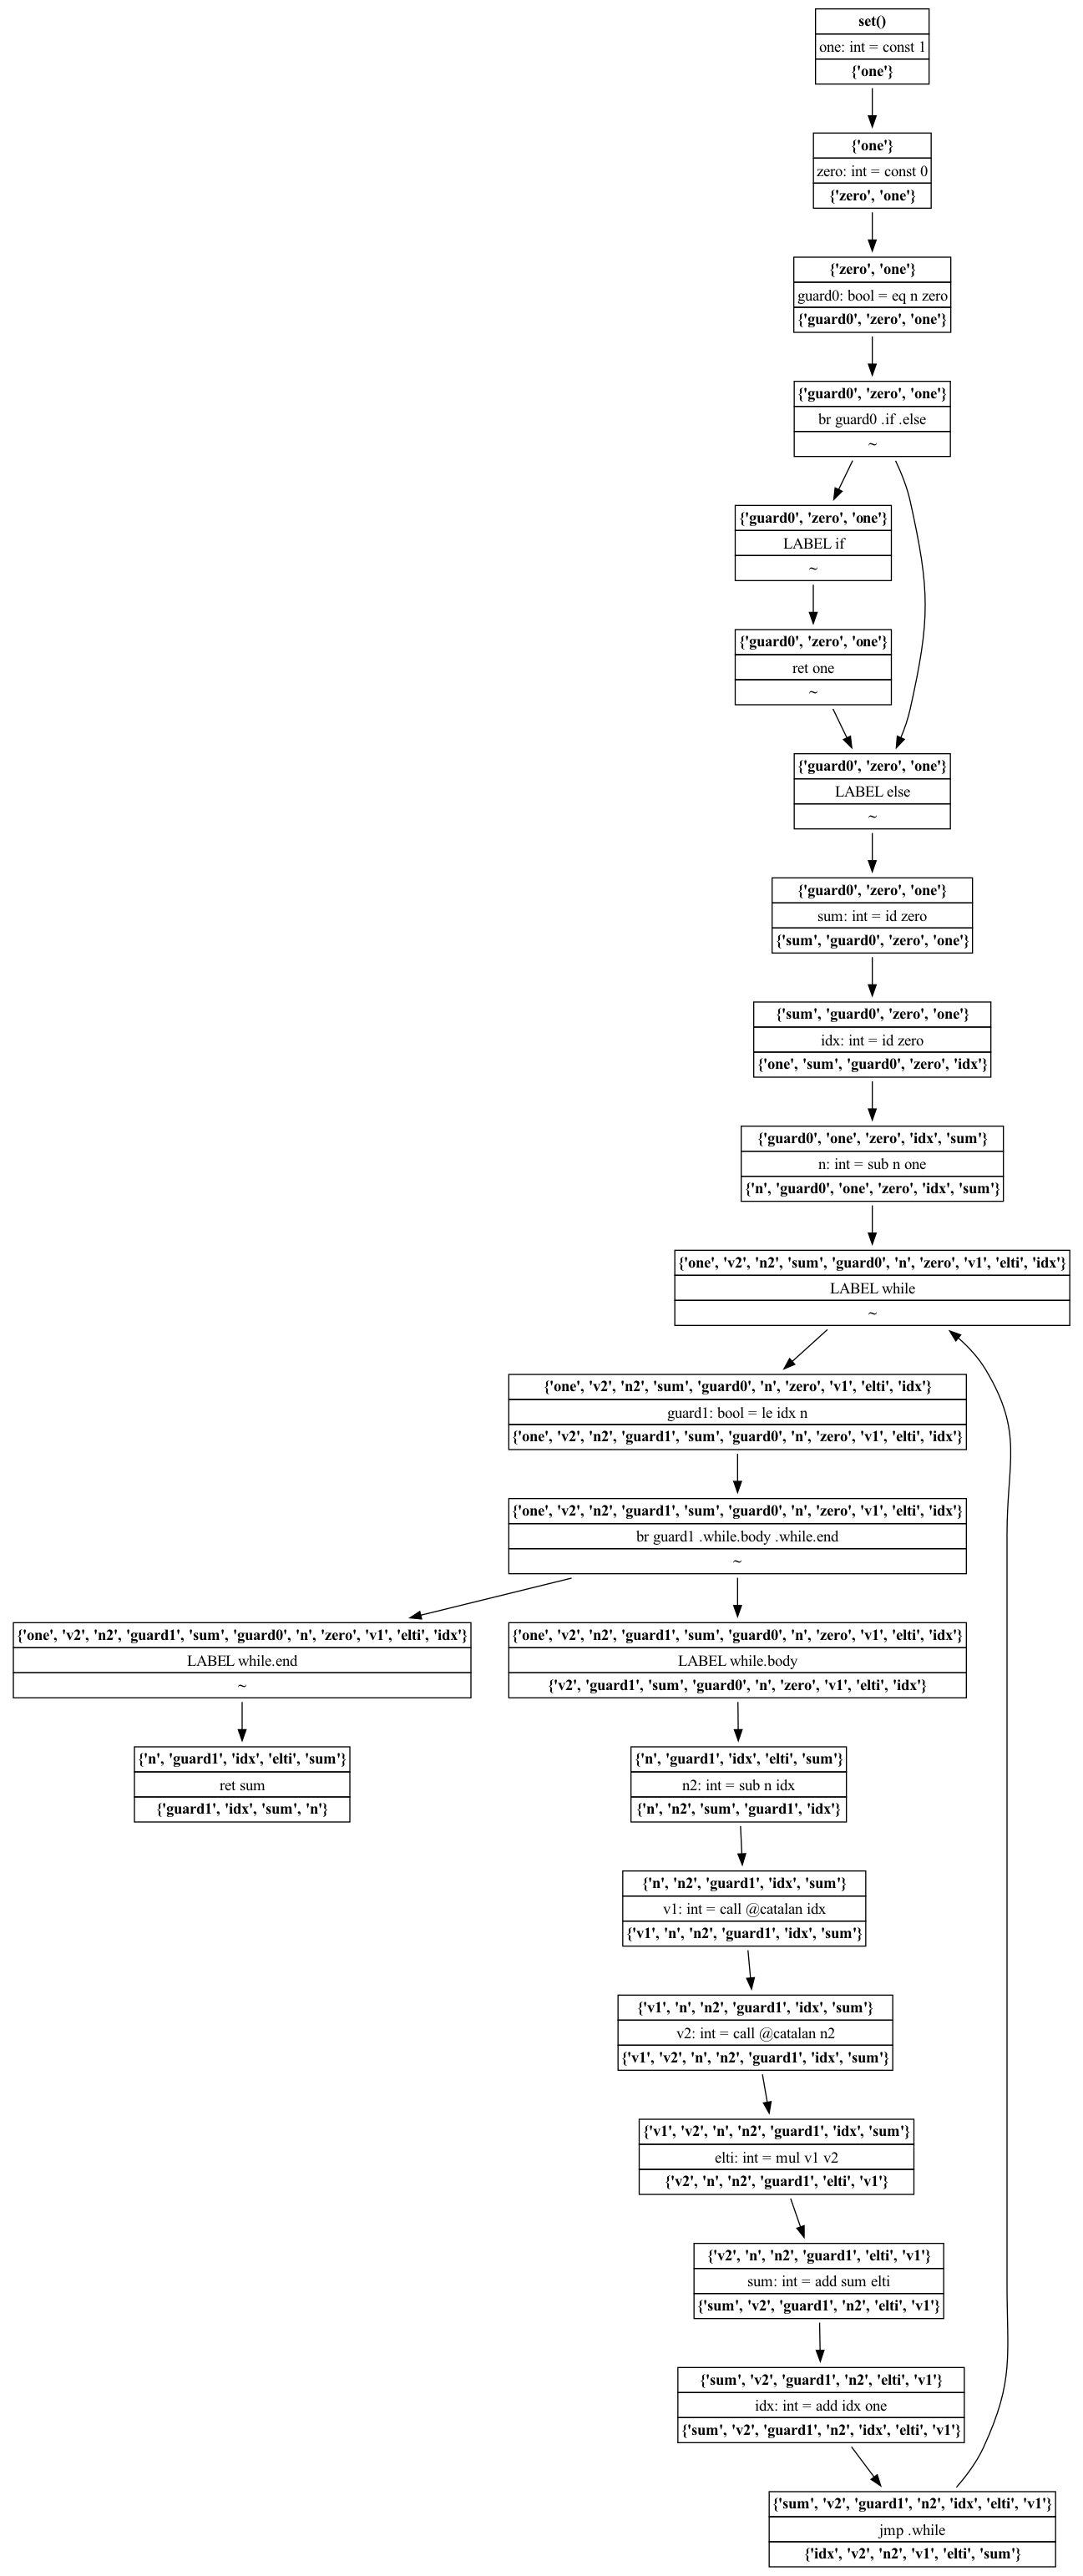 set()
one: int = const 1
{'one'}
{'one'}
zero: int = const 0
{'zero', 'one'}
{'zero', 'one'}
guard0: bool = eq n zero
{'guard0', 'zero', 'one'}
{'guard0', 'zero', 'one'}
br guard0 .if .else
~
{'guard0', 'zero', 'one'}
LABEL if
~
{'guard0', 'zero', 'one'}
ret one
~
{'guard0', 'zero', 'one'}
LABEL else
~
{'guard0', 'zero', 'one'}
sum: int = id zero
{'sum', 'guard0', 'zero', 'one'}
{'sum', 'guard0', 'zero', 'one'}
idx: int = id zero
{'one', 'sum', 'guard0', 'zero', 'idx'}
{'guard0', 'one', 'zero', 'idx', 'sum'}
n: int = sub n one
{'n', 'guard0', 'one', 'zero', 'idx', 'sum'}
{'one', 'v2', 'n2', 'sum', 'guard0', 'n', 'zero', 'v1', 'elti', 'idx'}
LABEL while
~
{'one', 'v2', 'n2', 'sum', 'guard0', 'n', 'zero', 'v1', 'elti', 'idx'}
guard1: bool = le idx n
{'one', 'v2', 'n2', 'guard1', 'sum', 'guard0', 'n', 'zero', 'v1', 'elti', 'idx'}
{'one', 'v2', 'n2', 'guard1', 'sum', 'guard0', 'n', 'zero', 'v1', 'elti', 'idx'}
br guard1 .while.body .while.end
~
{'one', 'v2', 'n2', 'guard1', 'sum', 'guard0', 'n', 'zero', 'v1', 'elti', 'idx'}
LABEL while.end
~
{'n', 'guard1', 'idx', 'elti', 'sum'}
ret sum
{'guard1', 'idx', 'sum', 'n'}
{'one', 'v2', 'n2', 'guard1', 'sum', 'guard0', 'n', 'zero', 'v1', 'elti', 'idx'}
LABEL while.body
{'v2', 'guard1', 'sum', 'guard0', 'n', 'zero', 'v1', 'elti', 'idx'}
{'n', 'guard1', 'idx', 'elti', 'sum'}
n2: int = sub n idx
{'n', 'n2', 'sum', 'guard1', 'idx'}
{'n', 'n2', 'guard1', 'idx', 'sum'}
v1: int = call @catalan idx
{'v1', 'n', 'n2', 'guard1', 'idx', 'sum'}
{'v1', 'n', 'n2', 'guard1', 'idx', 'sum'}
v2: int = call @catalan n2
{'v1', 'v2', 'n', 'n2', 'guard1', 'idx', 'sum'}
{'v1', 'v2', 'n', 'n2', 'guard1', 'idx', 'sum'}
elti: int = mul v1 v2
{'v2', 'n', 'n2', 'guard1', 'elti', 'v1'}
{'v2', 'n', 'n2', 'guard1', 'elti', 'v1'}
sum: int = add sum elti
{'sum', 'v2', 'guard1', 'n2', 'elti', 'v1'}
{'sum', 'v2', 'guard1', 'n2', 'elti', 'v1'}
idx: int = add idx one
{'sum', 'v2', 'guard1', 'n2', 'idx', 'elti', 'v1'}
{'sum', 'v2', 'guard1', 'n2', 'idx', 'elti', 'v1'}
jmp .while
{'idx', 'v2', 'n2', 'v1', 'elti', 'sum'}